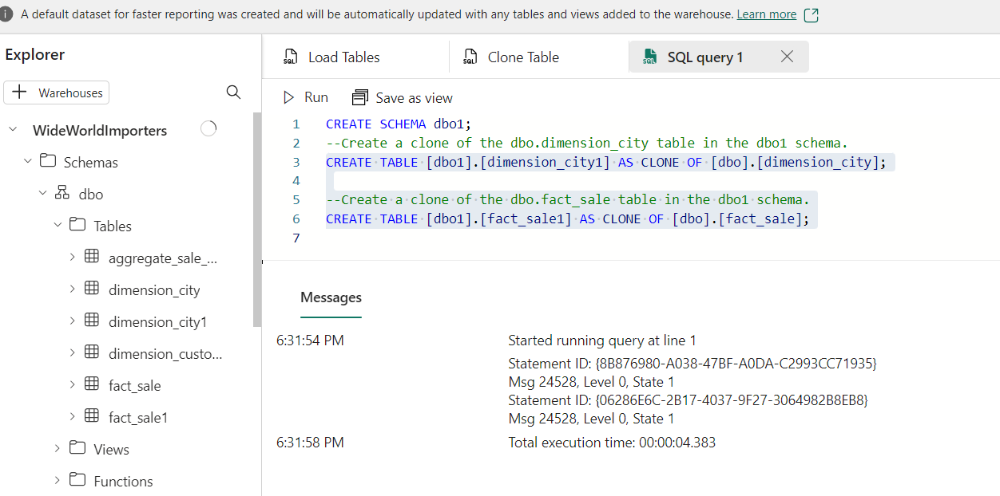 A default dataset for faster reporting was created and will be automatically updated with any tables and views added to the warehouse. Learn more
Explorer
Warehouses
WideWorldImporters
Schemas
dbo
Tables
aggregate_sale_...
dimension_city
dimension_city1
dimension_custo...
fact_sale
fact_sale1
Views
Functions
Load Tables
Clone Table
SQL query 1
Run
Save as view
1 CREATE SCHEMA dbo1;
2 --Create a clone of the dbo.dimension_city table in the dbo1 schema.
3 CREATE TABLE [dbo1].[dimension_city1] AS CLONE OF [dbo].[dimension_city];
4
5 --Create a clone of the dbo.fact_sale table in the dbo1 schema.
6 CREATE TABLE [dbo1].[fact_sale1] AS CLONE OF [dbo].[fact_sale];
7
Messages
6:31:54 PM Started running query at line 1
Statement ID: {8B876980-A038-47BF-A0DA-C2993CC71935}
Msg 24528, Level 0, State 1
Statement ID: {06286E6C-2B17-4037-9F27-3064982B8EB8}
Msg 24528, Level 0, State 1
6:31:58 PM Total execution time: 00:00:04.383